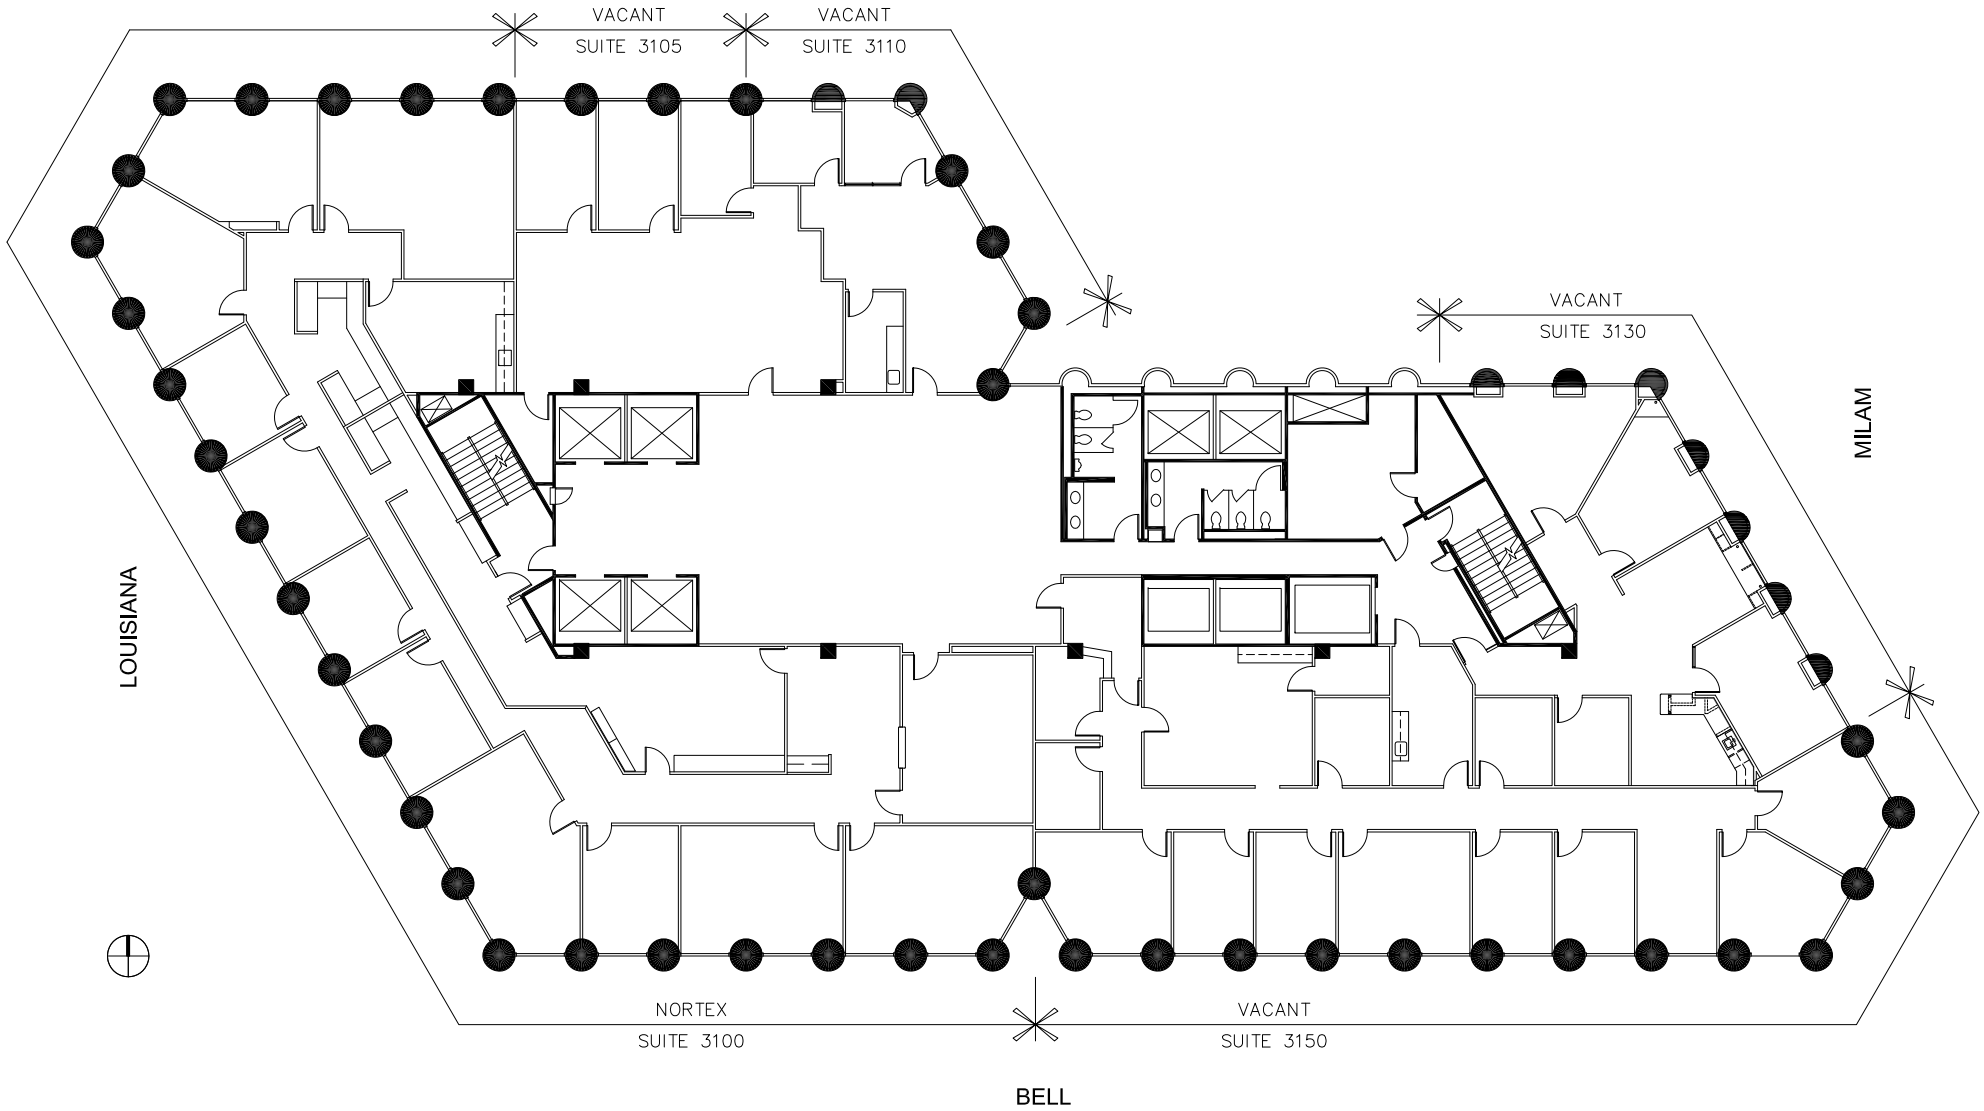 VACANT
SUITE 3105
VACANT
SUITE 3110
VACANT
SUITE 3130
MILAM
LOUISIANA
NORTEX
SUITE 3100
VACANT
SUITE 3150
BELL